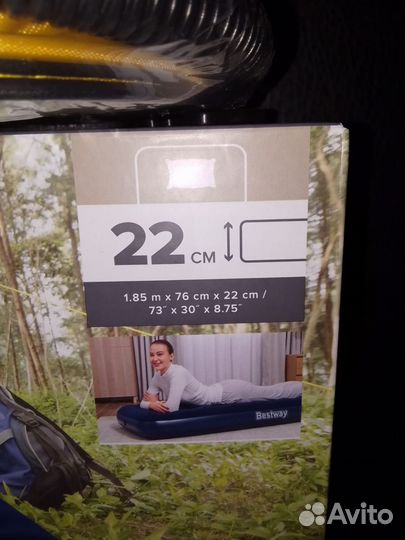 22 CM
1.85 m x 76 cm x 22 cm /
73″ x 30″ x 8.75″
Bestway
Avito